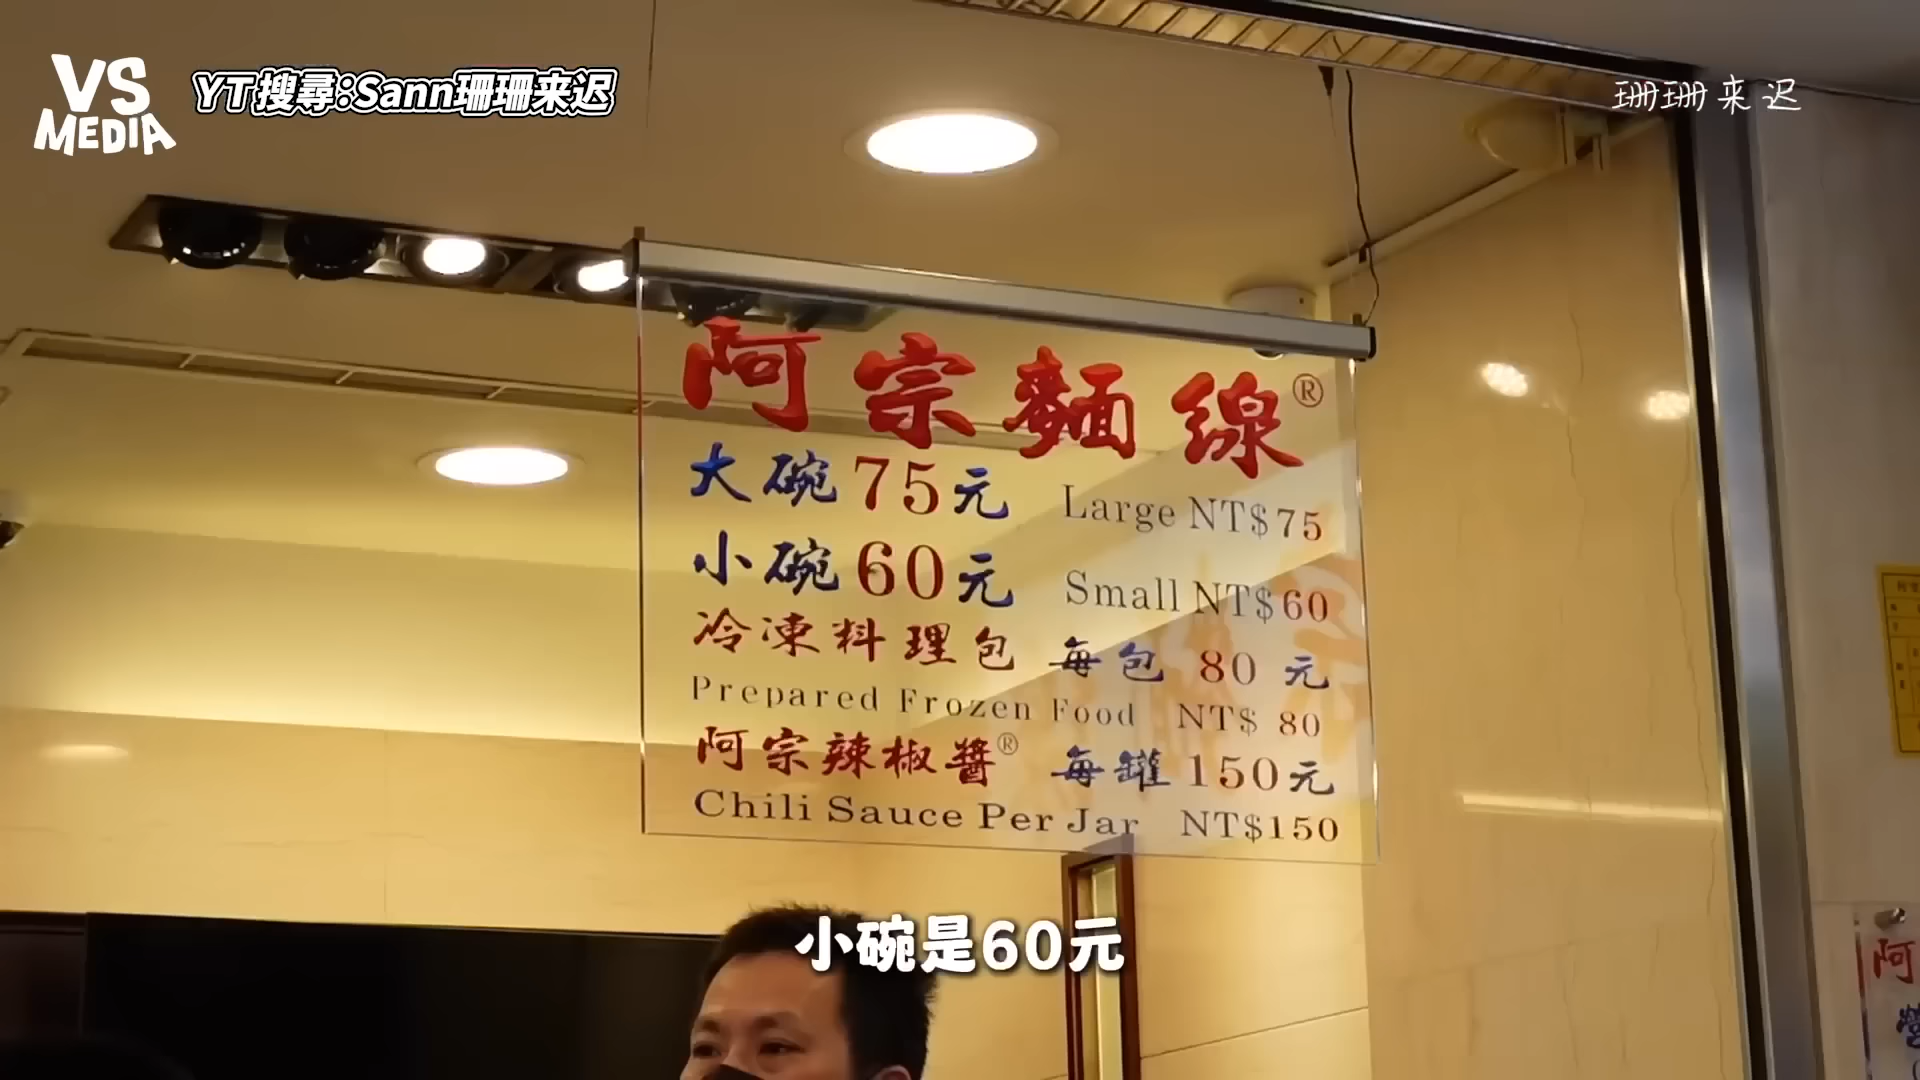 VS
MEDIA
YT搜尋:Sann珊珊来迟
珊珊来迟
阿宗麵線®
大碗75元 Large NT$75
小碗60元 Small NT$60
冷凍料理包 每包 80 元
Prepared Frozen Food NT$ 80
阿宗辣椒醬® 每罐150元
Chili Sauce Per Jar NT$150
小碗是60元
阿
營